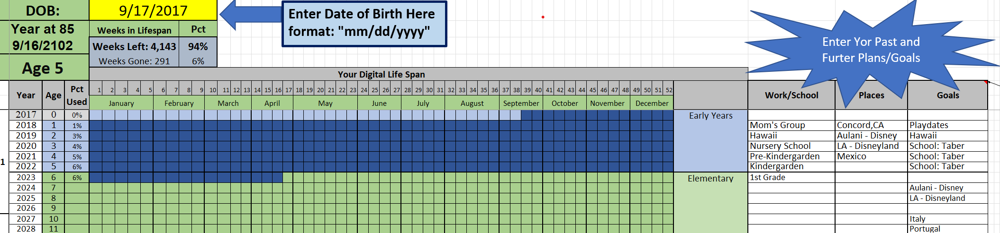 DOB:
9/17/2017
Enter Date of Birth Here
format: "mm/dd/yyyy"
Enter Yor Past and
Furter Plans/Goals
Year at 85
9/16/2102
Weeks in Lifespan Pct
Weeks Left: 4,143 94%
Weeks Gone: 291 6%
Age 5
Your Digital Life Span
Year Age Pct Used
1 2 3 4 5 6 7 8 9 10 11 12 13 14 15 16 17 18 19 20 21 22 23 24 25 26 27 28 29 30 31 32 33 34 35 36 37 38 39 40 41 42 43 44 45 46 47 48 49 50 51 52
January February March April May June July August September October November December
Work/School Places Goals
2017 0 0% Early Years
2018 1 1% Mom's Group Concord,CA Playdates
2019 2 3% Hawaii Aulani - Disney Hawaii
2020 3 4% Nursery School LA - Disneyland School: Taber
2021 4 5% Pre-Kindergarden Mexico School: Taber
1
2022 5 6% Kindergarden School: Taber
2023 6 6% Elementary 1st Grade
2024 7 Aulani - Disney
2025 8 LA - Disneyland
2026 9
2027 10 Italy
2028 11 Portugal